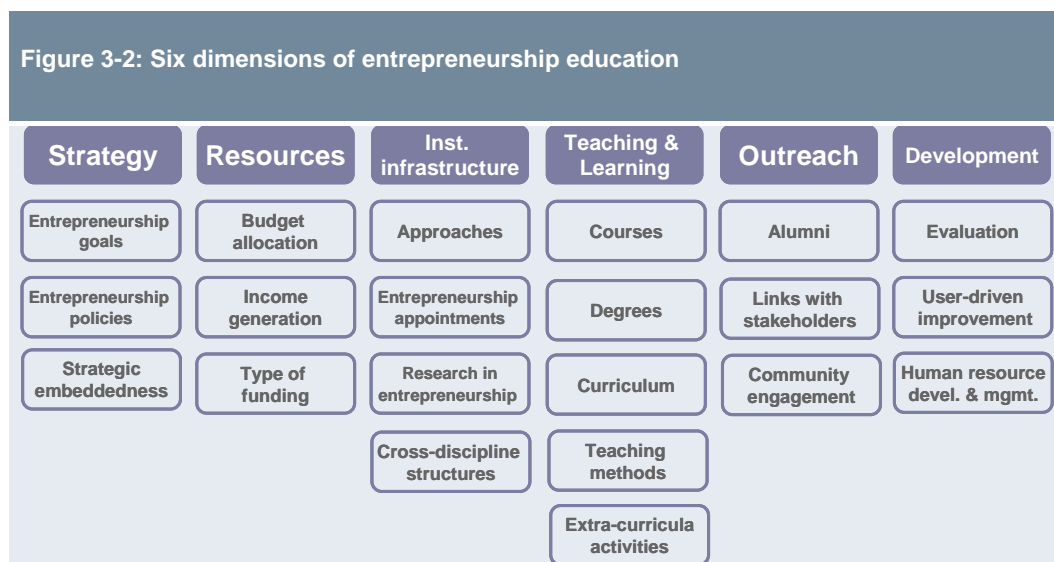 Figure 3-2: Six dimensions of entrepreneurship education
Strategy
Entrepreneurship
goals
Entrepreneurship
policies
Strategic
embeddedness
Resources
Budget
allocation
Income
generation
Type of
funding
Inst.
infrastructure
Approaches
Entrepreneurship
appointments
Research in
entrepreneurship
Cross-discipline
structures
Teaching &
Learning
Courses
Degrees
Curriculum
Teaching
methods
Extra-curricula
activities
Outreach
Alumni
Links with
stakeholders
Community
engagement
Development
Evaluation
User-driven
improvement
Human resource
devel. & mgmt.